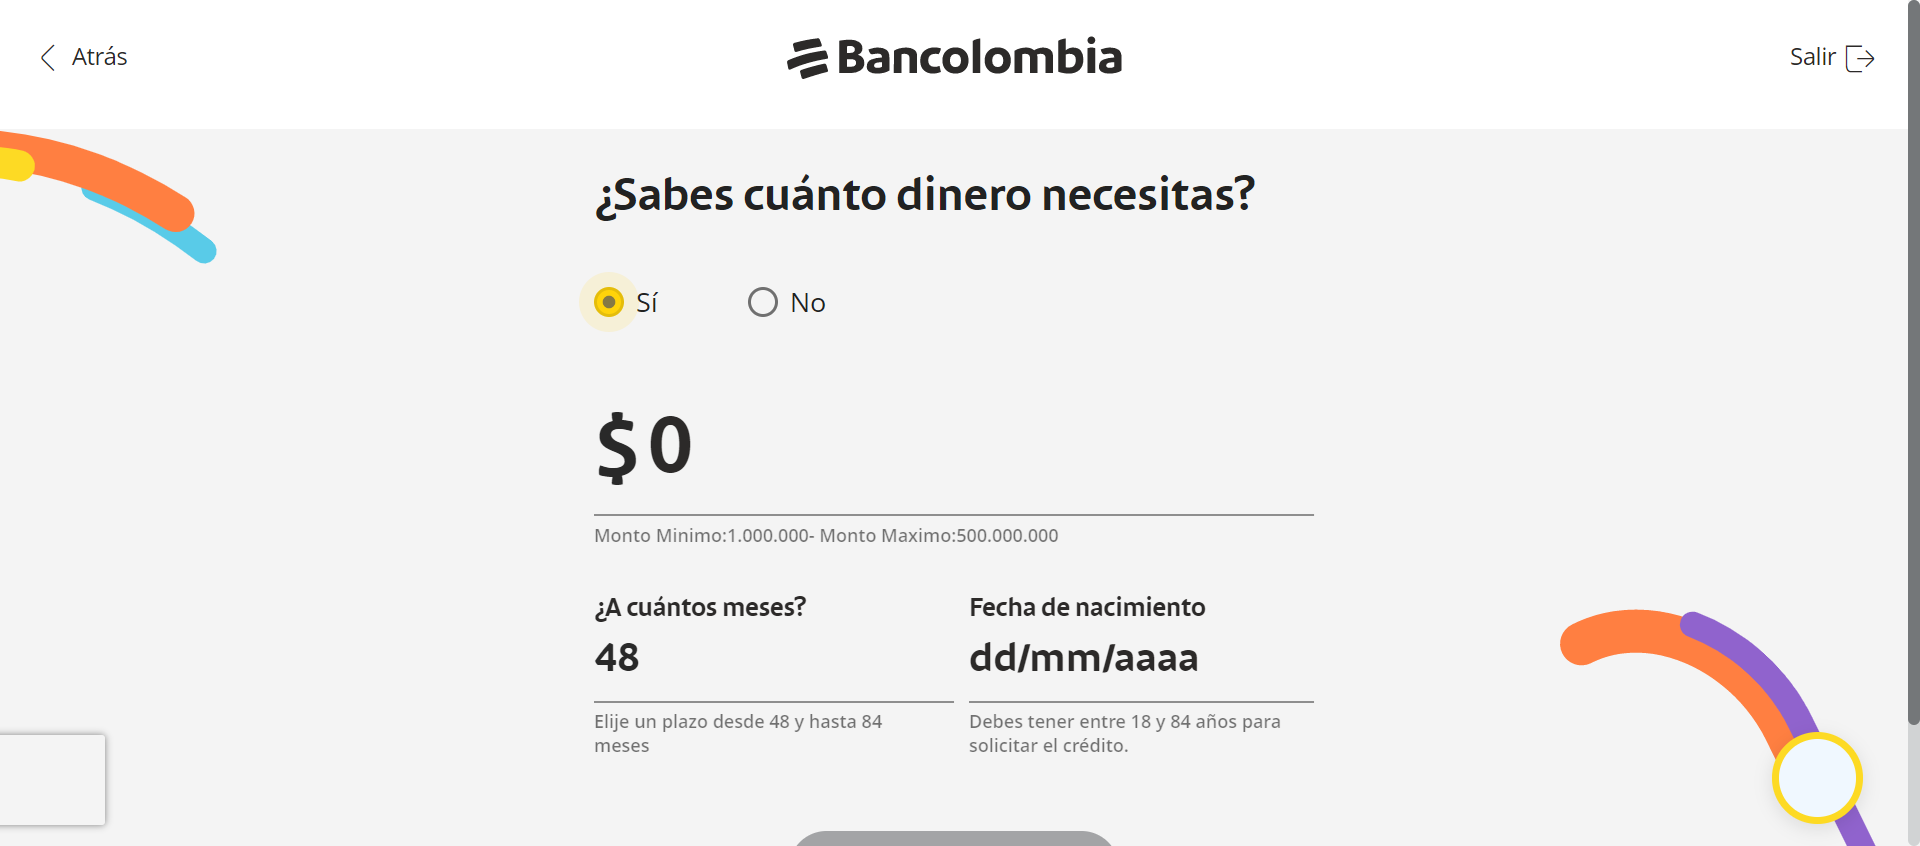 Atrás
Bancolombia
Salir
¿Sabes cuánto dinero necesitas?
Sí
No
$ 0
Monto Minimo:1.000.000- Monto Maximo:500.000.000
¿A cuántos meses?
48
Elije un plazo desde 48 y hasta 84
meses
Fecha de nacimiento
dd/mm/aaaa
Debes tener entre 18 y 84 años para
solicitar el crédito.